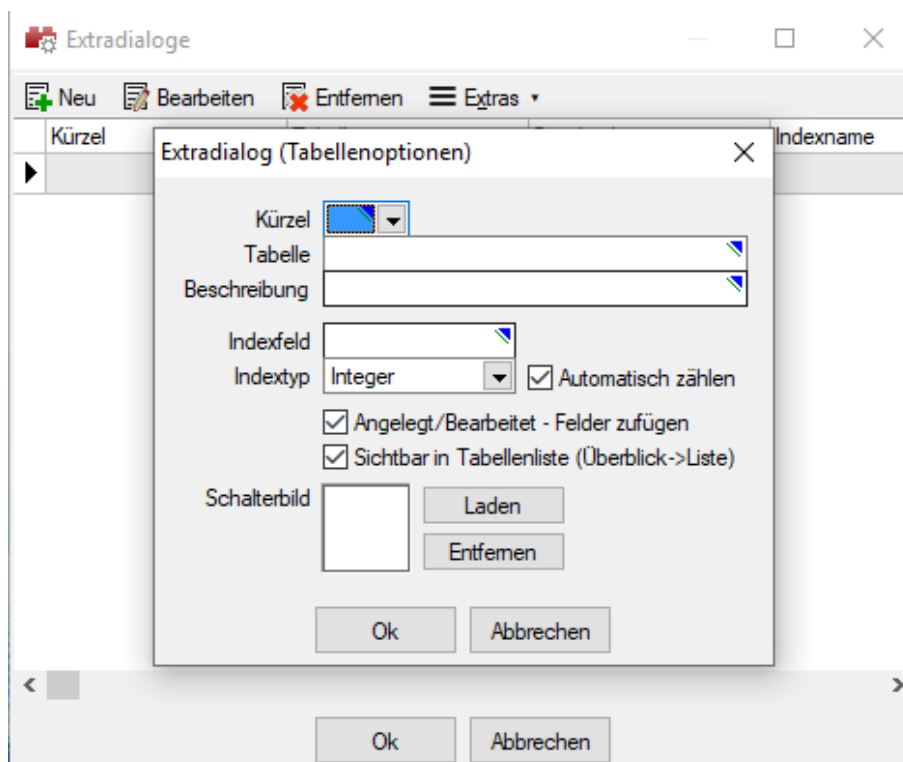 Extradialoge
Neu Bearbeiten Entfernen Extras
Kürzel Indexname
Extradialog (Tabellenoptionen)
Kürzel
Tabelle
Beschreibung
Indexfeld
Indextyp Integer Automatisch zählen
Angelegt/Bearbeitet - Felder zufügen
Sichtbar in Tabellenliste (Überblick->Liste)
Schalterbild Laden
Entfernen
Ok Abbrechen
Ok Abbrechen